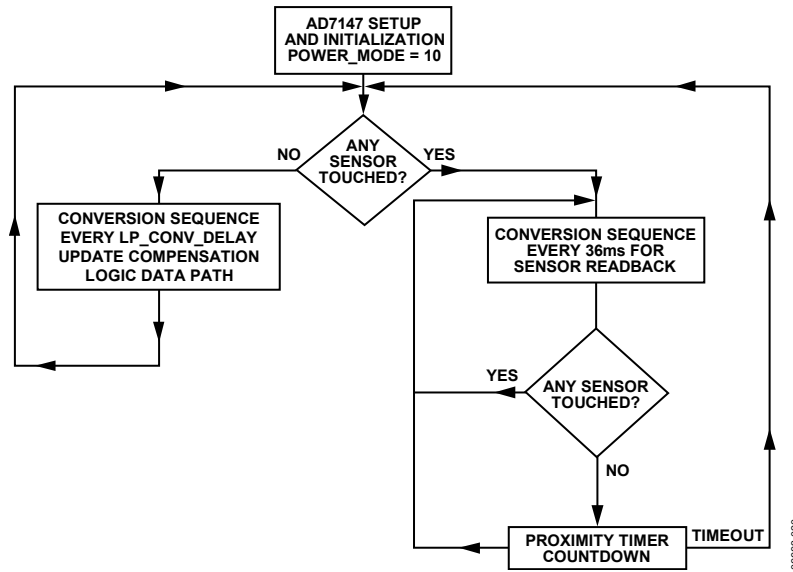 AD7147 SETUP
AND INITIALIZATION
POWER_MODE = 10
ANY
SENSOR
TOUCHED?
NO
YES
CONVERSION SEQUENCE
EVERY LP_CONV_DELAY
UPDATE COMPENSATION
LOGIC DATA PATH
CONVERSION SEQUENCE
EVERY 36ms FOR
SENSOR READBACK
YES
ANY SENSOR
TOUCHED?
NO
PROXIMITY TIMER
COUNTDOWN
TIMEOUT